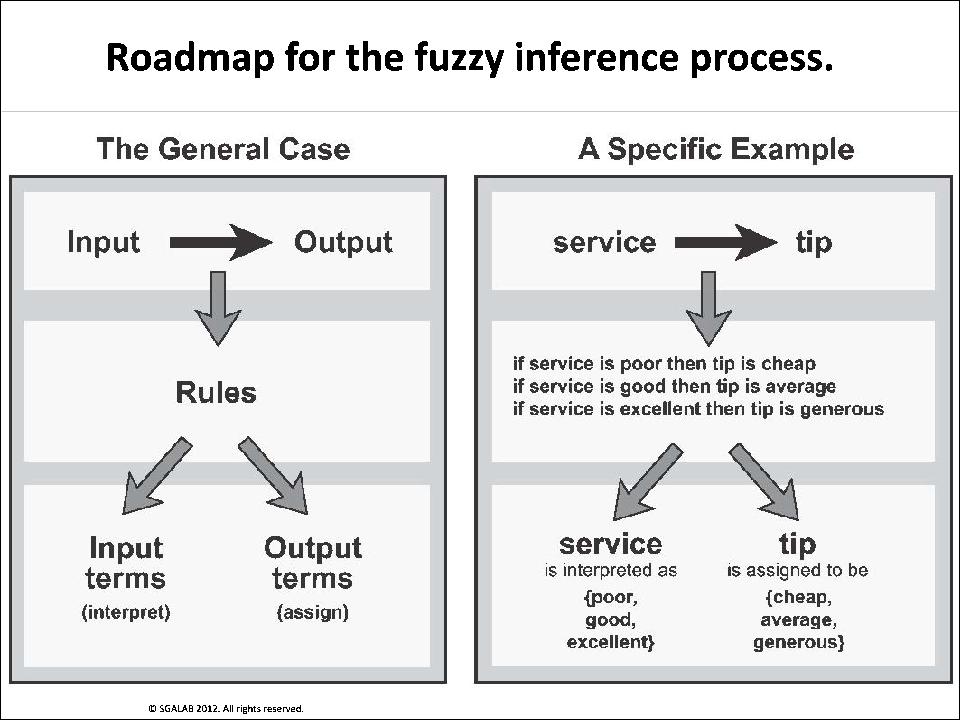 Roadmap for the fuzzy inference process.
The General Case
Input Output
Rules
Input
terms
(interpret)
Output
terms
(assign)
A Specific Example
service tip
if service is poor then tip is cheap
if service is good then tip is average
if service is excellent then tip is generous
service
is interpreted as
{poor,
good,
excellent}
tip
is assigned to be
{cheap,
average,
generous}
© SGALAB 2012. All rights reserved.